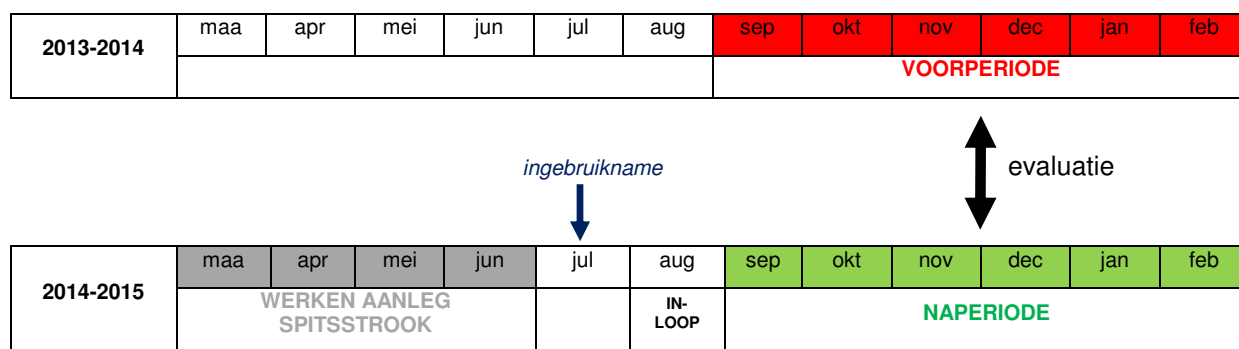 2013-2014 maa apr mei jun jul aug sep okt nov dec jan feb
VOORPERIODE
ingebruikname
evaluatie
2014-2015 maa apr mei jun jul aug sep okt nov dec jan feb
WERKEN AANLEG
SPITSSTROOK
IN-
LOOP
NAPERIODE